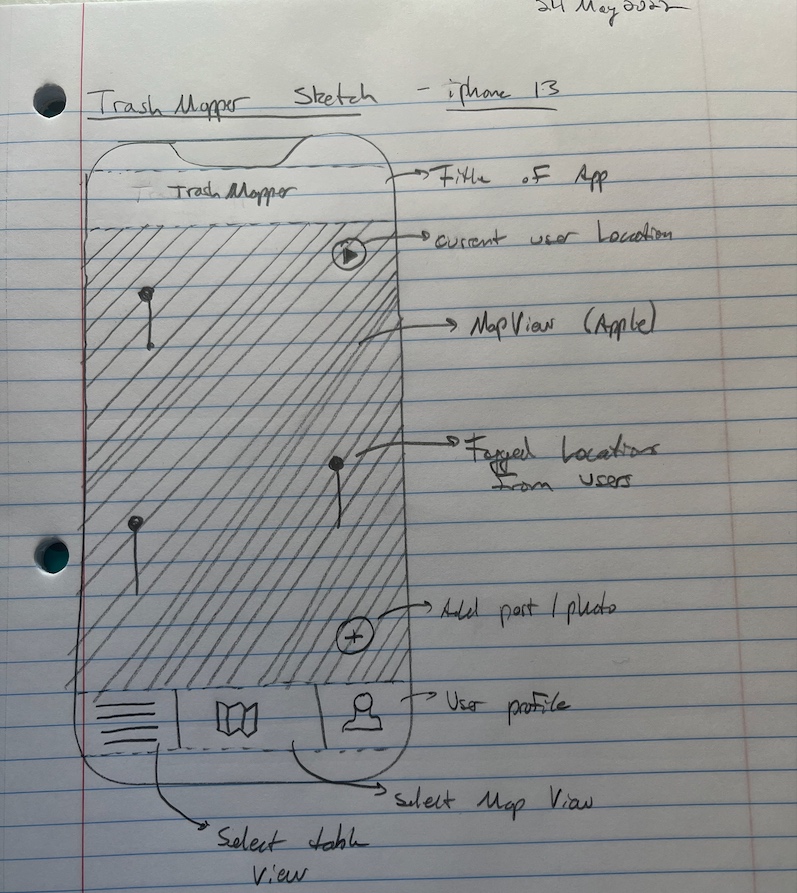 24 May 2022
Trash Mapper Sketch - iphone 13
Trash Mapper
Title of App
current user Location
MapView (Apple)
Tagged Locations
from users
Add post / photo
User profile
Select Map View
Select table
View